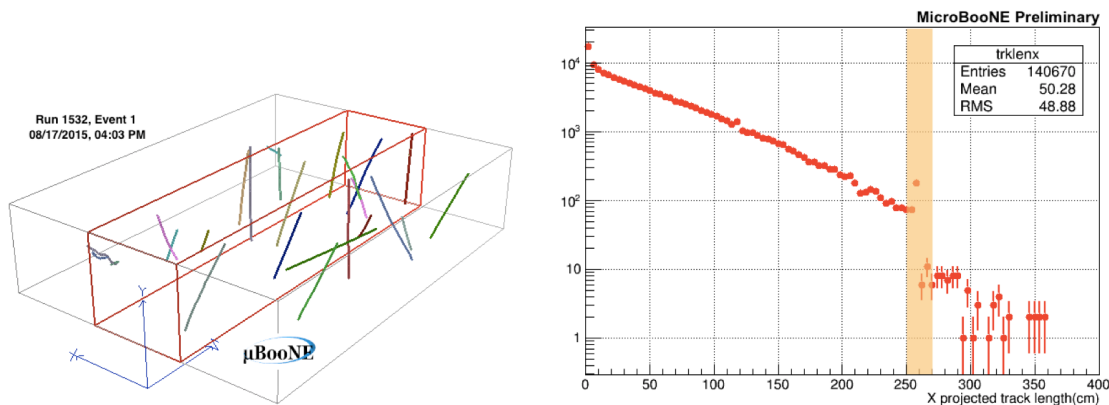 Run 1532, Event 1
08/17/2015, 04:03 PM
μBooNE
MicroBooNE Preliminary
trklenx
Entries 140670
Mean 50.28
RMS 48.88
10⁴
10³
10²
10
1
0 50 100 150 200 250 300 350 400
X projected track length(cm)